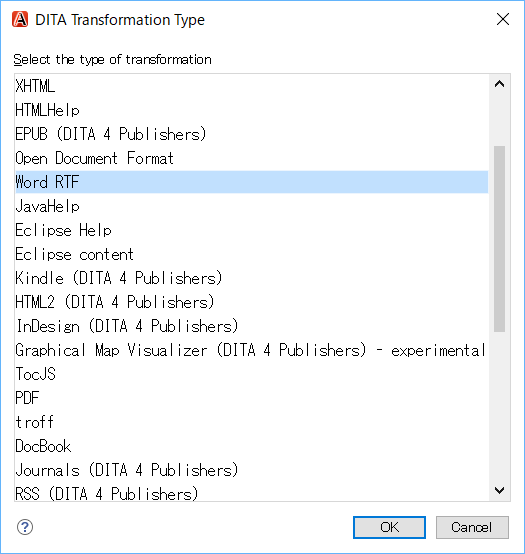 DITA Transformation Type
Select the type of transformation
XHTML
HTMLHelp
EPUB (DITA 4 Publishers)
Open Document Format
Word RTF
JavaHelp
Eclipse Help
Eclipse content
Kindle (DITA 4 Publishers)
HTML2 (DITA 4 Publishers)
InDesign (DITA 4 Publishers)
Graphical Map Visualizer (DITA 4 Publishers) - experimental
TocJS
PDF
troff
DocBook
Journals (DITA 4 Publishers)
RSS (DITA 4 Publishers)
? OK Cancel